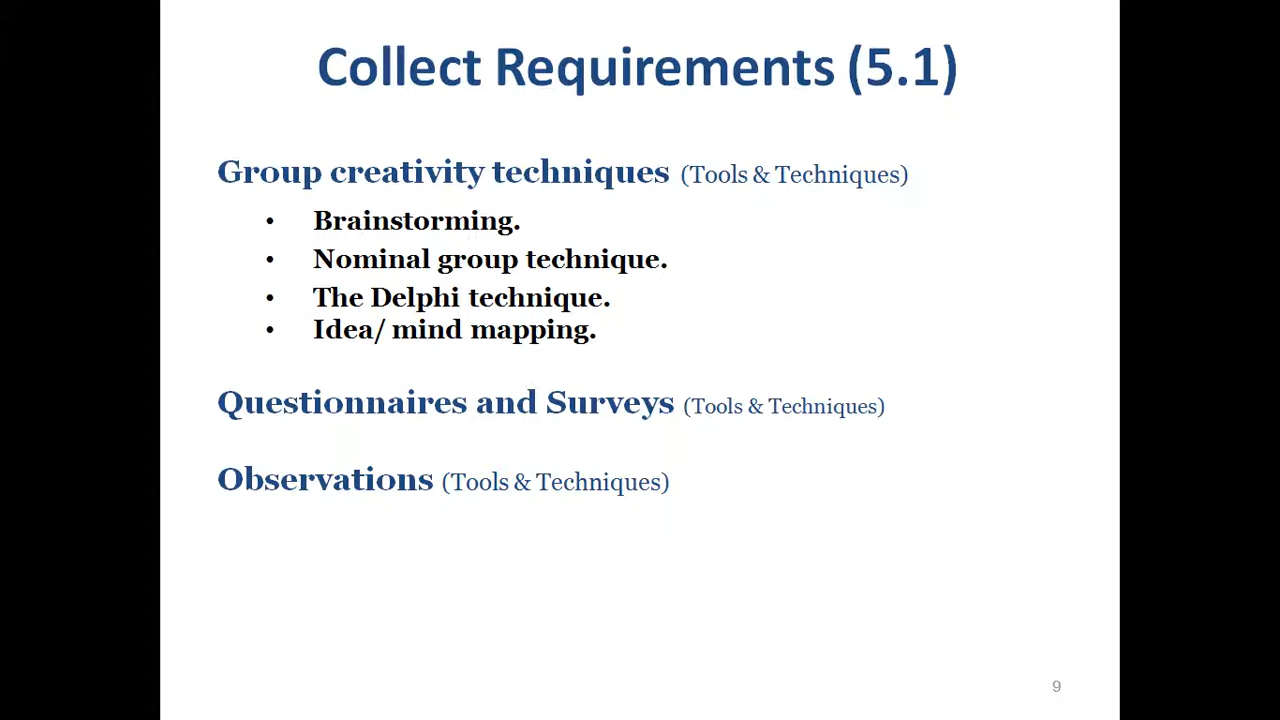 Collect Requirements (5.1)
Group creativity techniques (Tools & Techniques)
• Brainstorming.
• Nominal group technique.
• The Delphi technique.
• Idea/ mind mapping.
Questionnaires and Surveys (Tools & Techniques)
Observations (Tools & Techniques)
9